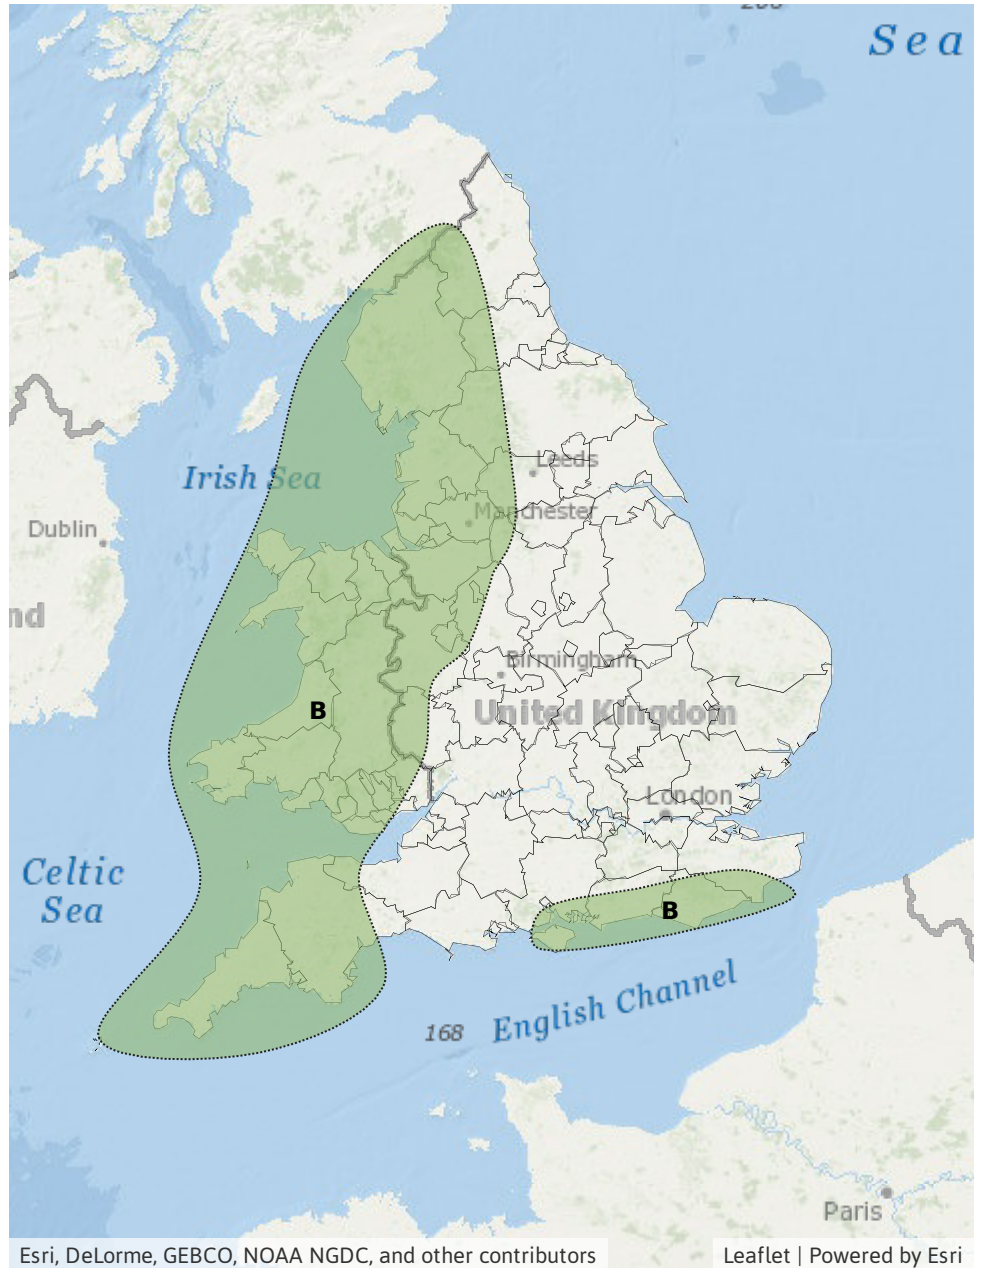 Sea
Leeds
Irish Sea
Manchester
Dublin
nd
Birmingham
B
United Kingdom
London
Celtic
Sea
B
English Channel
168
Paris
Esri, DeLorme, GEBCO, NOAA NGDC, and other contributors
Leaflet | Powered by Esri